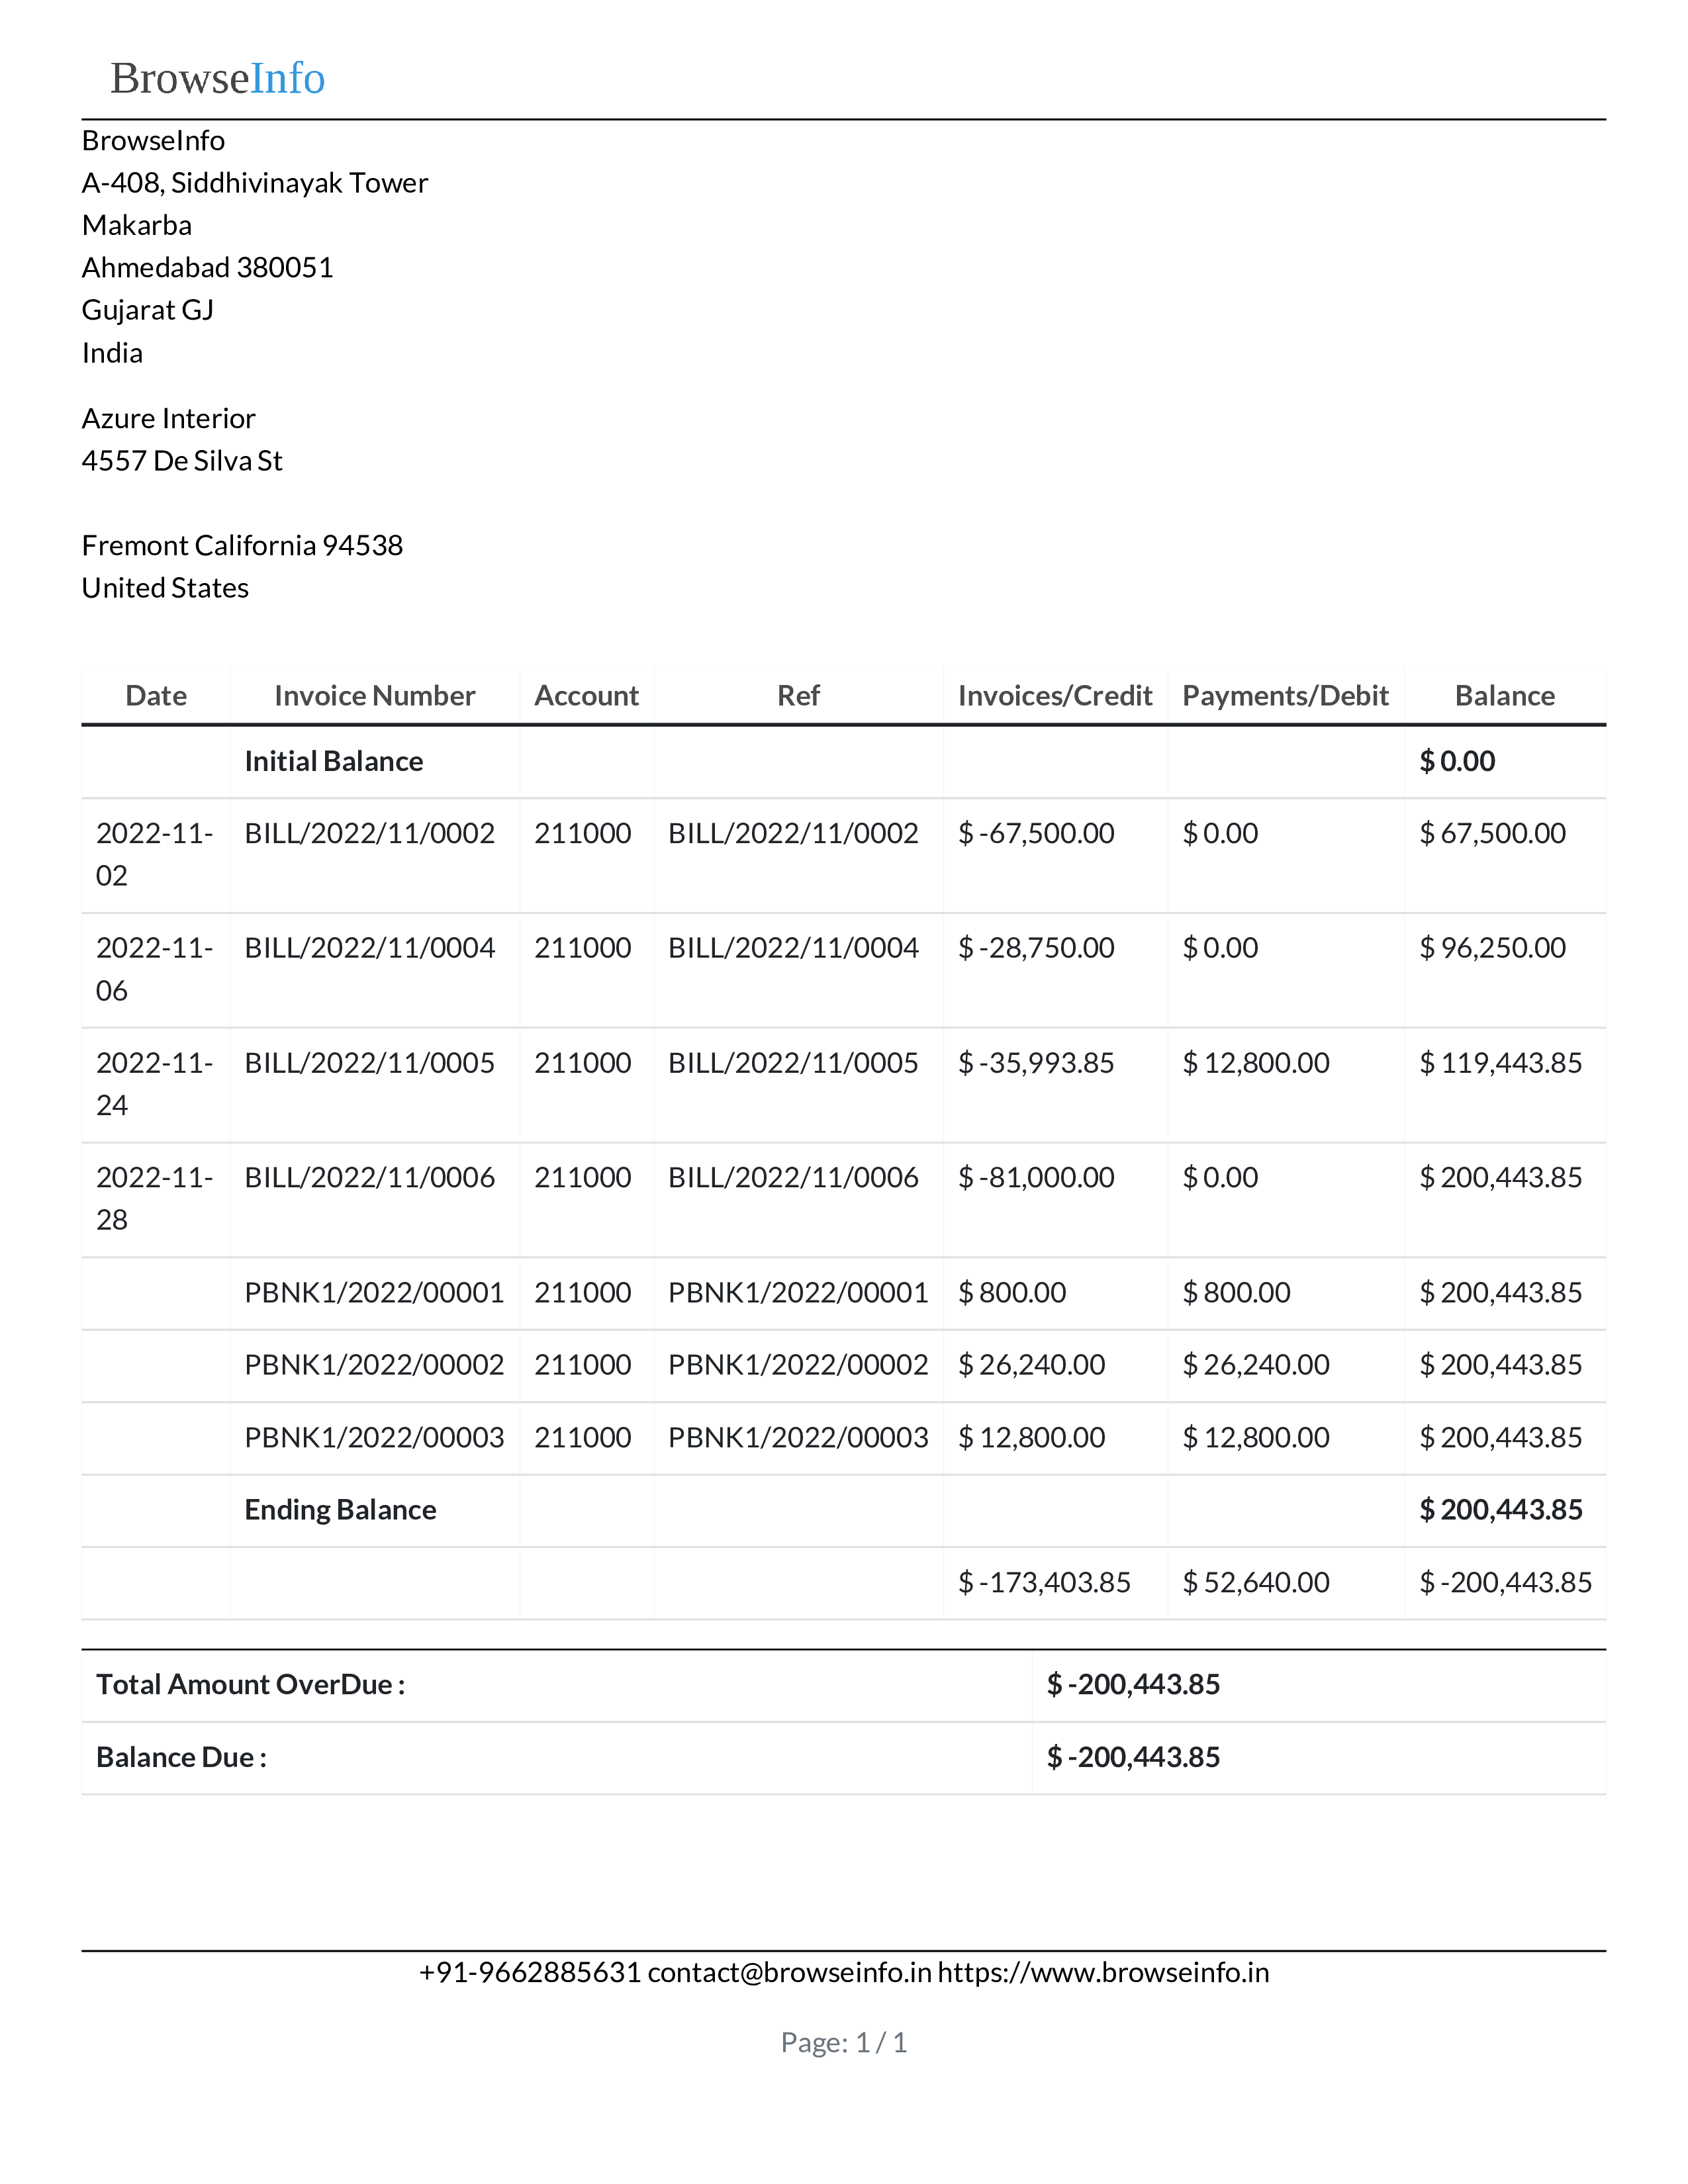 BrowseInfo
BrowseInfo
A-408, Siddhivinayak Tower
Makarba
Ahmedabad 380051
Gujarat GJ
India
Azure Interior
4557 De Silva St
Fremont California 94538
United States
Date Invoice Number Account Ref Invoices/Credit Payments/Debit Balance
Initial Balance $ 0.00
2022-11- BILL/2022/11/0002 211000 BILL/2022/11/0002 $ -67,500.00 $ 0.00 $ 67,500.00
02
2022-11- BILL/2022/11/0004 211000 BILL/2022/11/0004 $ -28,750.00 $ 0.00 $ 96,250.00
06
2022-11- BILL/2022/11/0005 211000 BILL/2022/11/0005 $ -35,993.85 $ 12,800.00 $ 119,443.85
24
2022-11- BILL/2022/11/0006 211000 BILL/2022/11/0006 $ -81,000.00 $ 0.00 $ 200,443.85
28
PBNK1/2022/00001 211000 PBNK1/2022/00001 $ 800.00 $ 800.00 $ 200,443.85
PBNK1/2022/00002 211000 PBNK1/2022/00002 $ 26,240.00 $ 26,240.00 $ 200,443.85
PBNK1/2022/00003 211000 PBNK1/2022/00003 $ 12,800.00 $ 12,800.00 $ 200,443.85
Ending Balance $ 200,443.85
$ -173,403.85 $ 52,640.00 $ -200,443.85
Total Amount OverDue : $ -200,443.85
Balance Due : $ -200,443.85
+91-9662885631 contact@browseinfo.in https://www.browseinfo.in
Page: 1 / 1